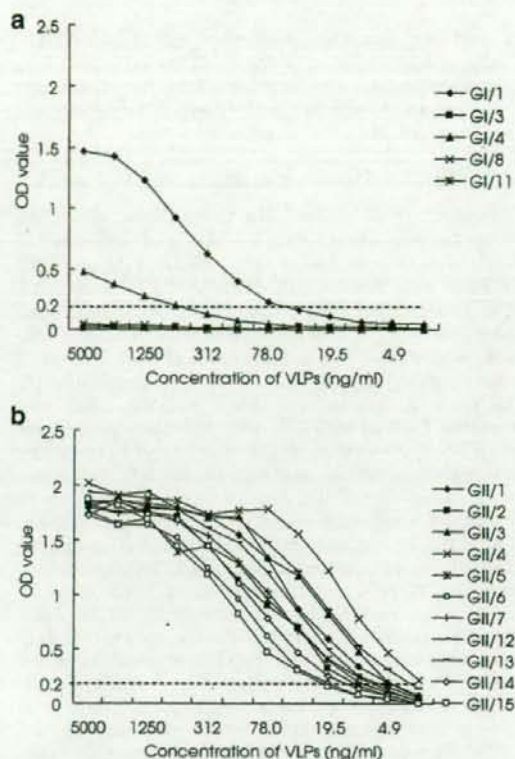 a
2.5
2
1.5
1
0.5
0.2
0
OD value
5000 1250 312 78.0 19.5 4.9
Concentration of VLPs (ng/ml)
GI/1
GI/3
GI/4
GI/8
GI/11
b
2.5
2
1.5
1
0.5
0.2
0
OD value
5000 1250 312 78.0 19.5 4.9
Concentration of VLPs (ng/ml)
GII/1
GII/2
GII/3
GII/4
GII/5
GII/6
GII/7
GII/12
GII/13
GII/14
GII/15